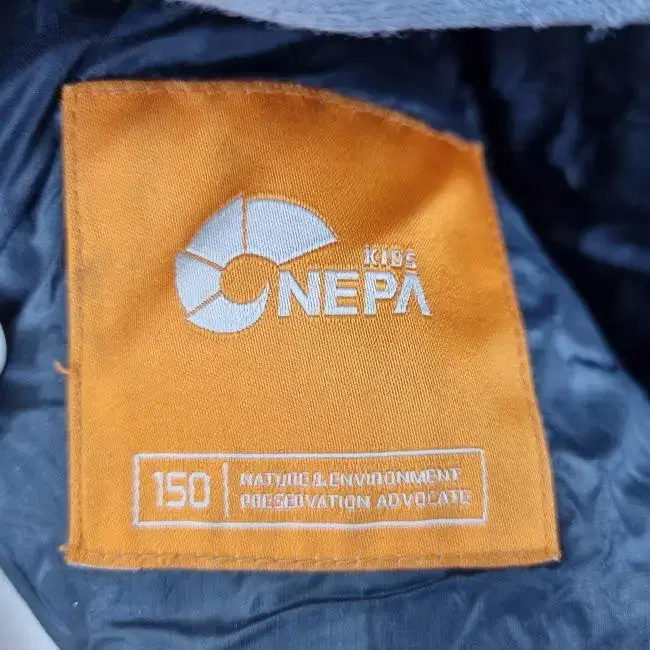 KIDS
NEPA
150
NATURE & ENVIRONMENT
PRESERVATION ADVOCATE